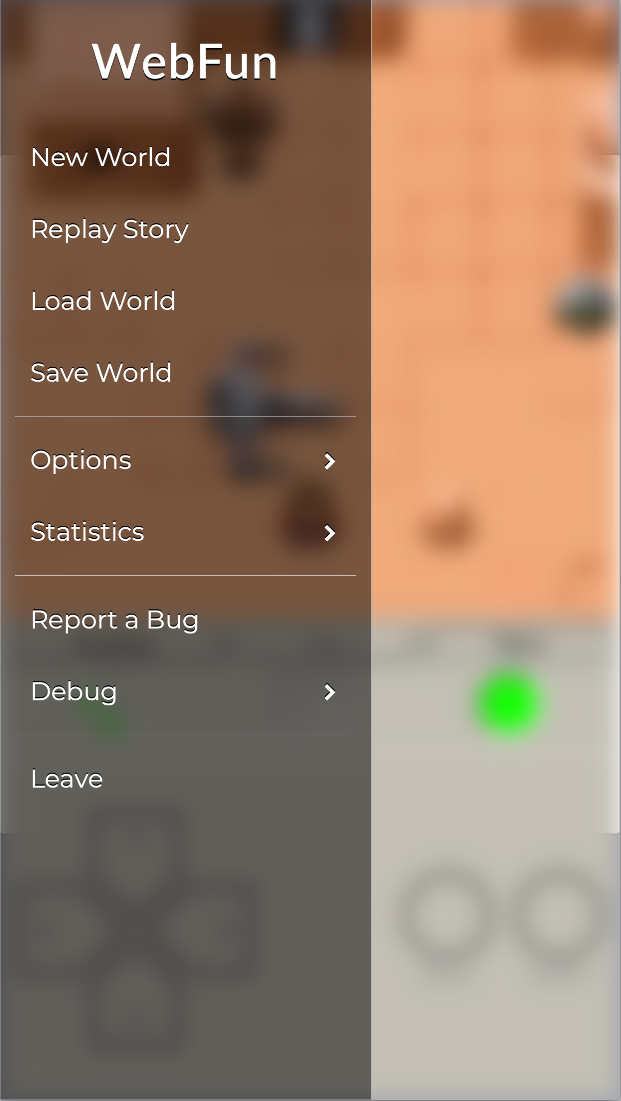 WebFun
New World
Replay Story
Load World
Save World
Options
Statistics
Report a Bug
Debug
Leave